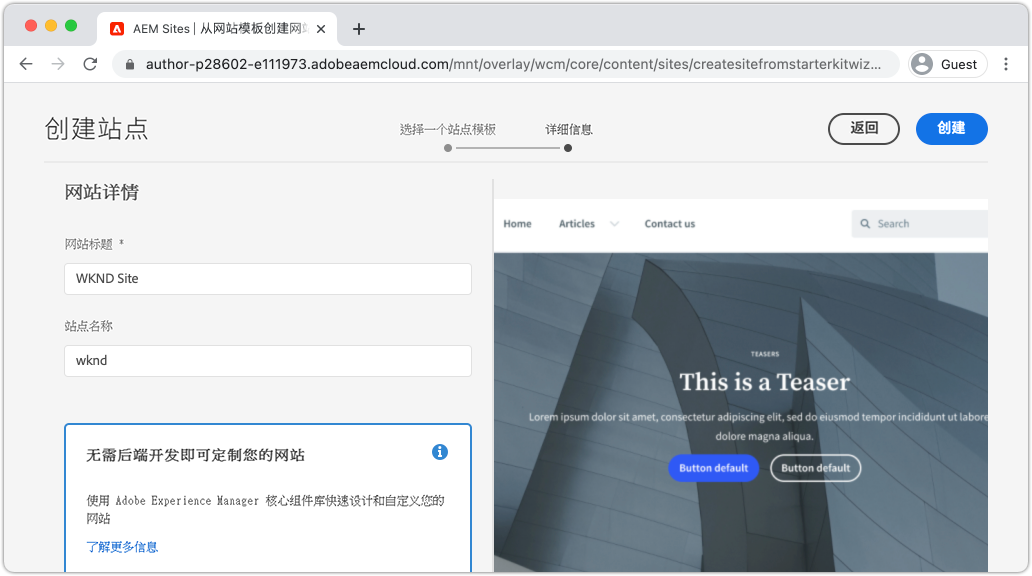 AEM Sites | 从网站模板创建网
author-p28602-e111973.adobeaemcloud.com/mnt/overlay/wcm/core/content/sites/createsitefromstarterkitwiz...
Guest
创建站点
选择一个站点模板
详细信息
返回
创建
网站详情
网站标题 *
WKND Site
站点名称
wknd
无需后端开发即可定制您的网站
使用 Adobe Experience Manager 核心组件库快速设计和自定义您的
网站
了解更多信息
Home
Articles
Contact us
Search
TEASERS
This is a Teaser
Lorem ipsum dolor sit amet, consectetur adipiscing elit, sed do eiusmod tempor incididunt ut labore
dolore magna aliqua.
Button default
Button default